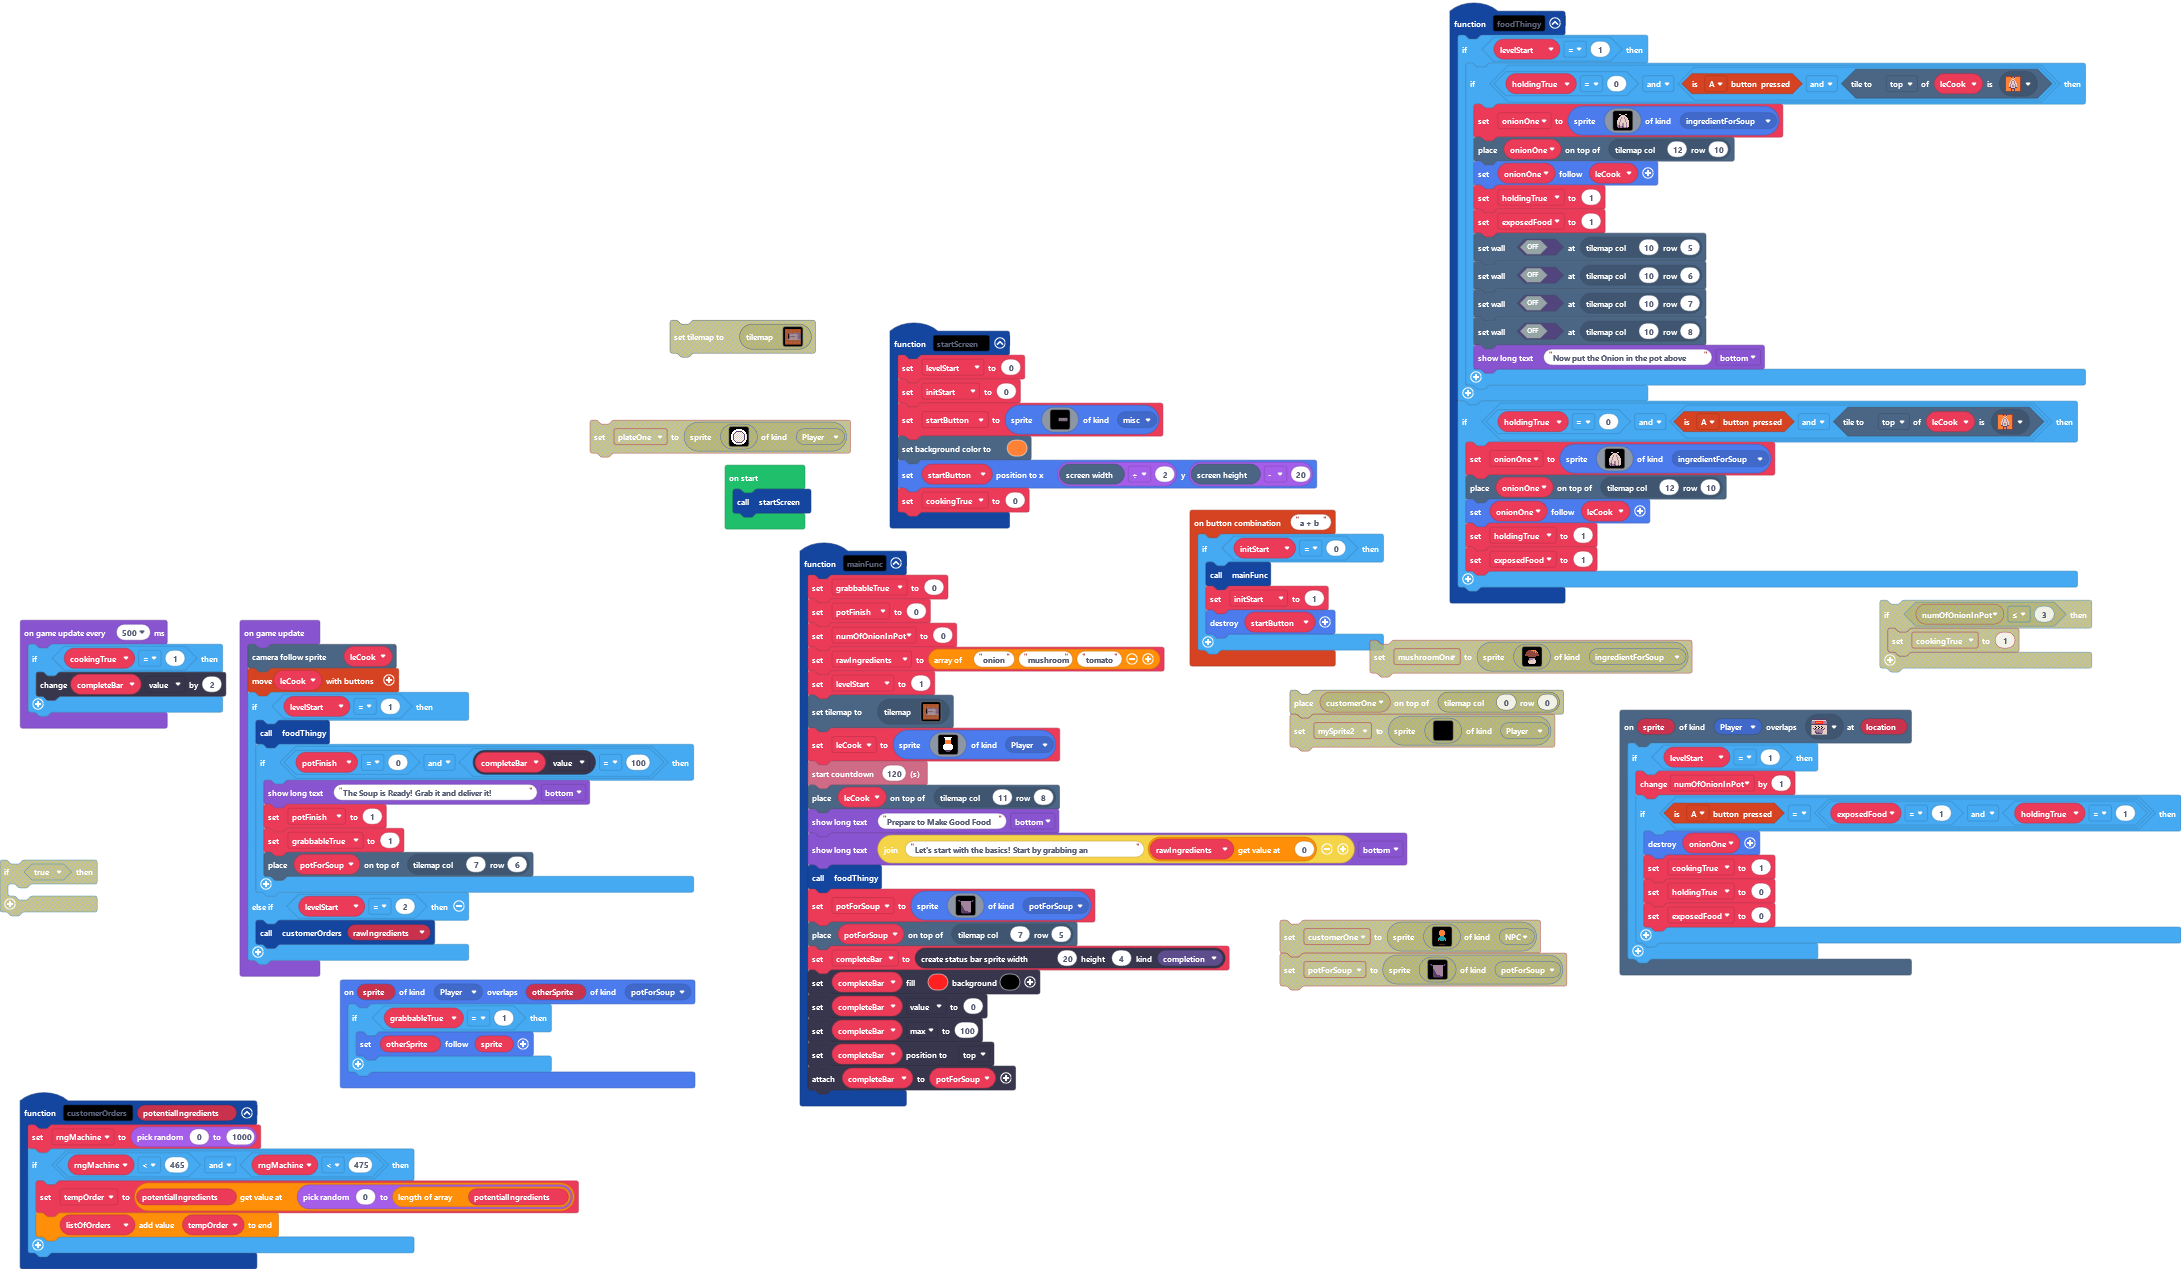 function foodThingy
if levelStart = 1 then
if holdingTrue = 0 and is A button pressed and tile to top of leCook is then
set onionOne to sprite of kind ingredientForSoup
place onionOne on top of tilemap col 12 row 10
set onionOne follow leCook
set holdingTrue to 1
set exposedFood to 1
set wall OFF at tilemap col 10 row 5
set wall OFF at tilemap col 10 row 6
set wall OFF at tilemap col 10 row 7
set wall OFF at tilemap col 10 row 8
show long text "Now put the Onion in the pot above " bottom
if holdingTrue = 0 and is A button pressed and tile to top of leCook is then
set onionOne to sprite of kind ingredientForSoup
place onionOne on top of tilemap col 12 row 10
set onionOne follow leCook
set holdingTrue to 1
set exposedFood to 1
set tilemap to tilemap
set plateOne to sprite of kind Player
on start
call startScreen
function startScreen
set levelStart to 0
set initStart to 0
set startButton to sprite of kind misc
set background color to
set startButton position to x screen width ÷ 2 y screen height - 20
set cookingTrue to 0
on button combination "a + b"
if initStart = 0 then
call mainFunc
set initStart to 1
destroy startButton
set mushroomOne to sprite of kind ingredientForSoup
place customerOne on top of tilemap col 0 row 0
set mySprite2 to sprite of kind Player
if numOfOnionInPot ≤ 3 then
set cookingTrue to 1
function mainFunc
set grabbableTrue to 0
set potFinish to 0
set numOfOnionInPot to 0
set rawIngredients to array of "onion" "mushroom" "tomato"
set levelStart to 1
set tilemap to tilemap
set leCook to sprite of kind Player
start countdown 120 (s)
place leCook on top of tilemap col 11 row 8
show long text "Prepare to Make Good Food " bottom
show long text join "Let's start with the basics! Start by grabbing an " rawIngredients get value at 0 bottom
call foodThingy
set potForSoup to sprite of kind potForSoup
place potForSoup on top of tilemap col 7 row 5
set completeBar to create status bar sprite width 20 height 4 kind completion
set completeBar fill background
set completeBar value to 0
set completeBar max to 100
set completeBar position to top
attach completeBar to potForSoup
on game update every 500 ms
if cookingTrue = 1 then
change completeBar value by 2
on game update
camera follow sprite leCook
move leCook with buttons
if levelStart = 1 then
call foodThingy
if potFinish = 0 and completeBar value = 100 then
show long text "The Soup is Ready! Grab it and deliver it! " bottom
set potFinish to 1
set grabbableTrue to 1
place potForSoup on top of tilemap col 7 row 6
else if levelStart = 2 then
call customerOrders rawIngredients
if true then
on sprite of kind Player overlaps otherSprite of kind potForSoup
if grabbableTrue = 1 then
set otherSprite follow sprite
on sprite of kind Player overlaps at location
if levelStart = 1 then
change numOfOnionInPot by 1
if is A button pressed = exposedFood = 1 and holdingTrue = 1 then
destroy onionOne
set cookingTrue to 1
set holdingTrue to 0
set exposedFood to 0
set customerOne to sprite of kind NPC
set potForSoup to sprite of kind potForSoup
function customerOrders potentialIngredients
set rngMachine to pick random 0 to 1000
if rngMachine < 465 and rngMachine < 475 then
set tempOrder to potentialIngredients get value at pick random 0 to length of array potentialIngredients
listOfOrders add value tempOrder to end